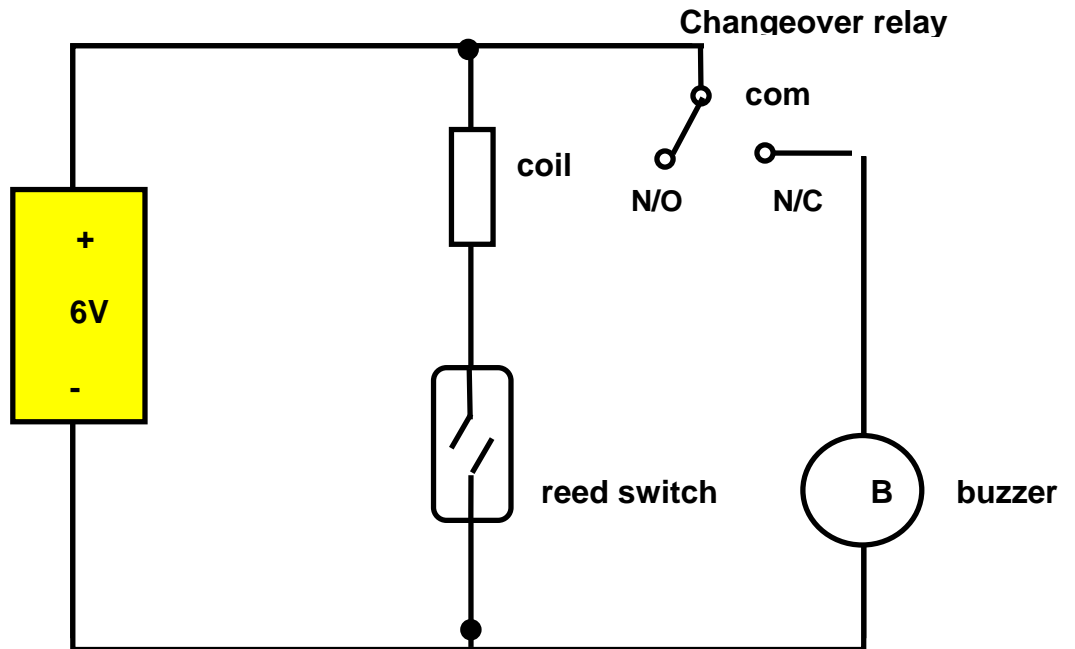 Changeover relay
com
coil
N/O
N/C
+
6V
-
reed switch
B
buzzer